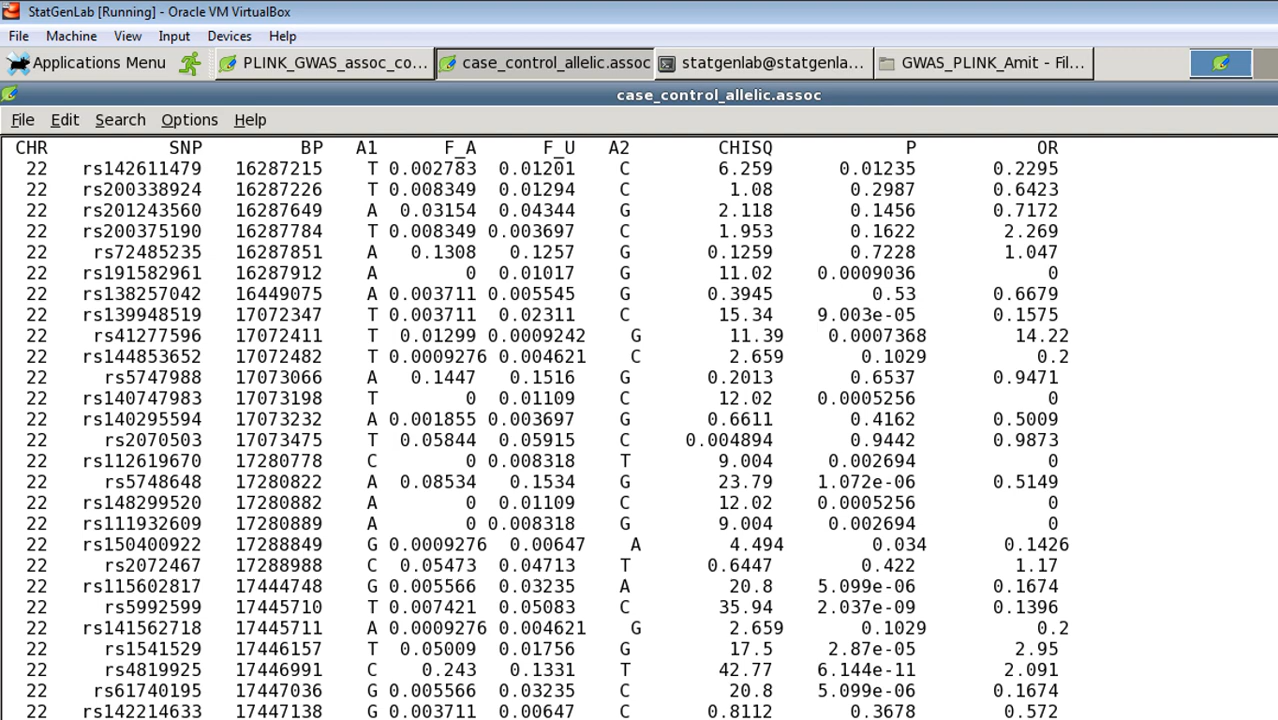 StatGenLab [Running] - Oracle VM VirtualBox
File Machine View Input Devices Help
Applications Menu PLINK_GWAS_assoc_co... case_control_allelic.assoc statgenlab@statgenla... GWAS_PLINK_Amit - Fil...
case_control_allelic.assoc
File Edit Search Options Help
CHR SNP BP A1 F_A F_U A2 CHISQ P OR
22 rs142611479 16287215 T 0.002783 0.01201 C 6.259 0.01235 0.2295
22 rs200338924 16287226 T 0.008349 0.01294 C 1.08 0.2987 0.6423
22 rs201243560 16287649 A 0.03154 0.04344 G 2.118 0.1456 0.7172
22 rs200375190 16287784 T 0.008349 0.003697 C 1.953 0.1622 2.269
22 rs72485235 16287851 A 0.1308 0.1257 G 0.1259 0.7228 1.047
22 rs191582961 16287912 A 0 0.01017 G 11.02 0.0009036 0
22 rs138257042 16449075 A 0.003711 0.005545 G 0.3945 0.53 0.6679
22 rs139948519 17072347 T 0.003711 0.02311 C 15.34 9.003e-05 0.1575
22 rs41277596 17072411 T 0.01299 0.0009242 G 11.39 0.0007368 14.22
22 rs144853652 17072482 T 0.0009276 0.004621 C 2.659 0.1029 0.2
22 rs5747988 17073066 A 0.1447 0.1516 G 0.2013 0.6537 0.9471
22 rs140747983 17073198 T 0 0.01109 C 12.02 0.0005256 0
22 rs140295594 17073232 A 0.001855 0.003697 G 0.6611 0.4162 0.5009
22 rs2070503 17073475 T 0.05844 0.05915 C 0.004894 0.9442 0.9873
22 rs112619670 17280778 C 0 0.008318 T 9.004 0.002694 0
22 rs5748648 17280822 A 0.08534 0.1534 G 23.79 1.072e-06 0.5149
22 rs148299520 17280882 A 0 0.01109 C 12.02 0.0005256 0
22 rs111932609 17280889 A 0 0.008318 G 9.004 0.002694 0
22 rs150400922 17288849 G 0.0009276 0.00647 A 4.494 0.034 0.1426
22 rs2072467 17288988 C 0.05473 0.04713 T 0.6447 0.422 1.17
22 rs115602817 17444748 G 0.005566 0.03235 A 20.8 5.099e-06 0.1674
22 rs5992599 17445710 T 0.007421 0.05083 C 35.94 2.037e-09 0.1396
22 rs141562718 17445711 A 0.0009276 0.004621 G 2.659 0.1029 0.2
22 rs1541529 17446157 T 0.05009 0.01756 G 17.5 2.87e-05 2.95
22 rs4819925 17446991 C 0.243 0.1331 T 42.77 6.144e-11 2.091
22 rs61740195 17447036 G 0.005566 0.03235 C 20.8 5.099e-06 0.1674
22 rs142214633 17447138 G 0.003711 0.00647 C 0.8112 0.3678 0.572